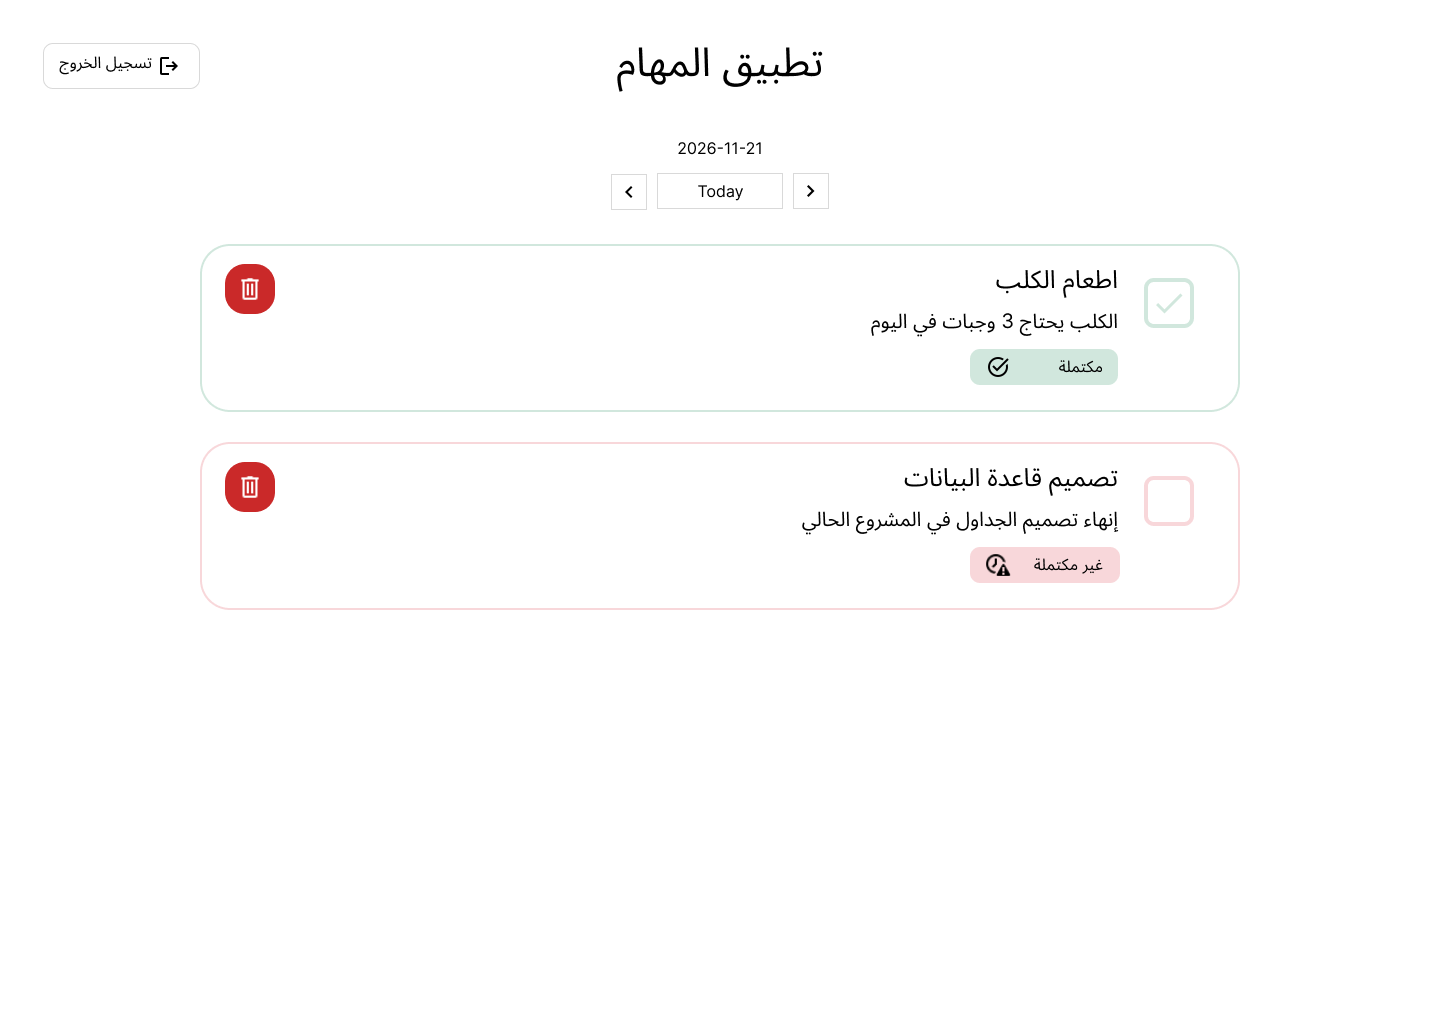 تطبيق المهام
تسجيل الخروج
2026-11-21
Today
اطعام الكلب
الكلب يحتاج 3 وجبات في اليوم
مكتملة
تصميم قاعدة البيانات
إنهاء تصميم الجداول في المشروع الحالي
غير مكتملة